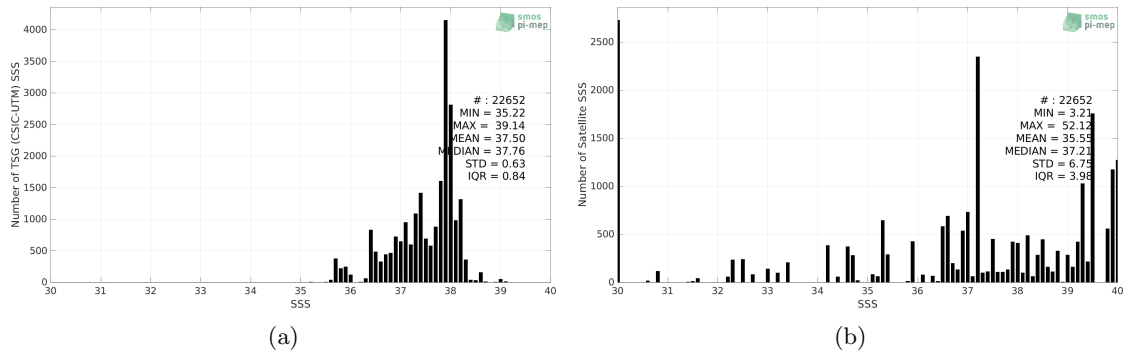 4000
3500
3000
2500
2000
1500
1000
500
0
Number of TSG (CSIC-UTM) SSS
smos
pi-mep
# : 22652
MIN = 35.22
MAX = 39.14
MEAN = 37.50
MEDIAN = 37.76
STD = 0.63
IQR = 0.84
30 31 32 33 34 35 36 37 38 39 40
SSS
(a)
2500
2000
1500
1000
500
0
Number of Satellite SSS
smos
pi-mep
# : 22652
MIN = 3.21
MAX = 52.12
MEAN = 35.55
MEDIAN = 37.21
STD = 6.75
IQR = 3.98
30 31 32 33 34 35 36 37 38 39 40
SSS
(b)